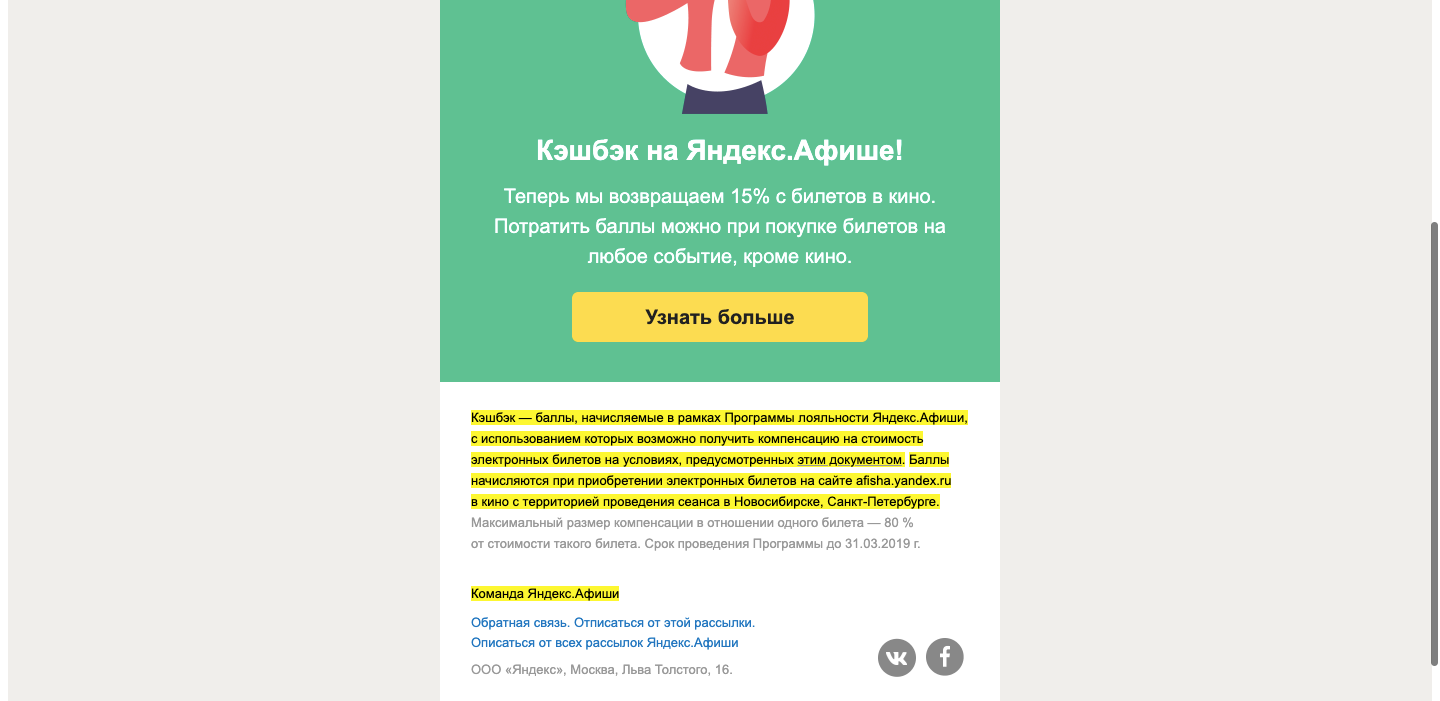 Кэшбэк на Яндекс.Афише!
Теперь мы возвращаем 15% с билетов в кино.
Потратить баллы можно при покупке билетов на
любое событие, кроме кино.
Узнать больше
Кэшбэк — баллы, начисляемые в рамках Программы лояльности Яндекс.Афиши,
с использованием которых возможно получить компенсацию на стоимость
электронных билетов на условиях, предусмотренных этим документом. Баллы
начисляются при приобретении электронных билетов на сайте afisha.yandex.ru
в кино с территорией проведения сеанса в Новосибирске, Санкт-Петербурге.
Максимальный размер компенсации в отношении одного билета — 80 %
от стоимости такого билета. Срок проведения Программы до 31.03.2019 г.
Команда Яндекс.Афиши
Обратная связь. Отписаться от этой рассылки.
Описаться от всех рассылок Яндекс.Афиши
ООО «Яндекс», Москва, Льва Толстого, 16.